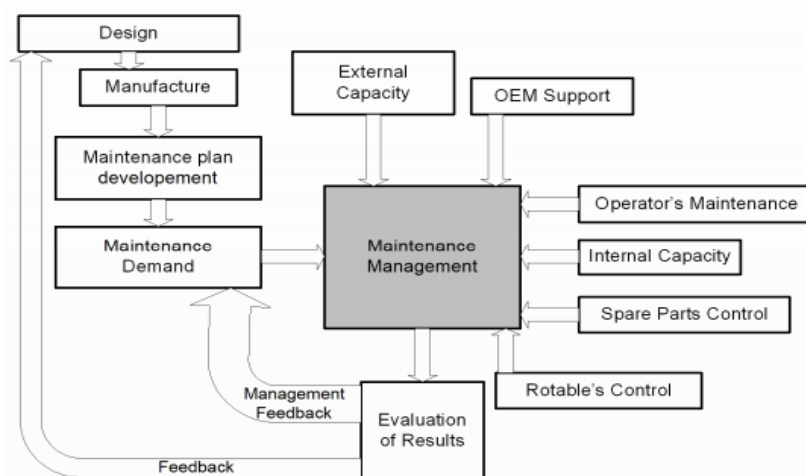 Design
Manufacture
Maintenance plan
developement
Maintenance
Demand
External
Capacity
OEM Support
Maintenance
Management
Operator's Maintenance
Internal Capacity
Spare Parts Control
Rotable's Control
Management
Feedback
Evaluation
of Results
Feedback